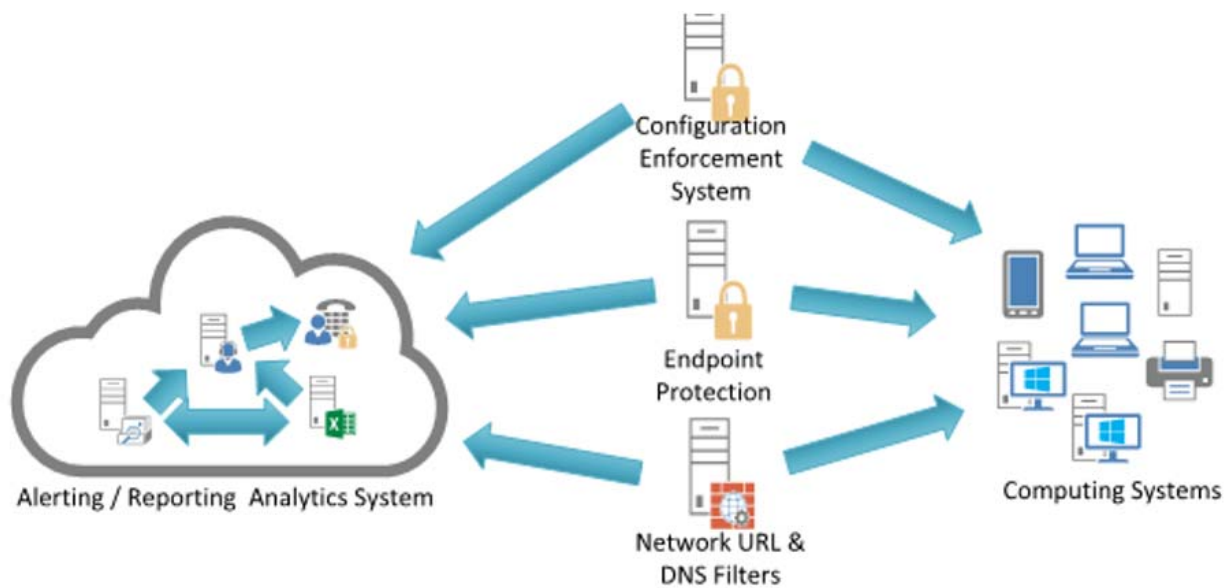 Configuration
Enforcement
System
Endpoint
Protection
Alerting / Reporting Analytics System
Computing Systems
Network URL &
DNS Filters